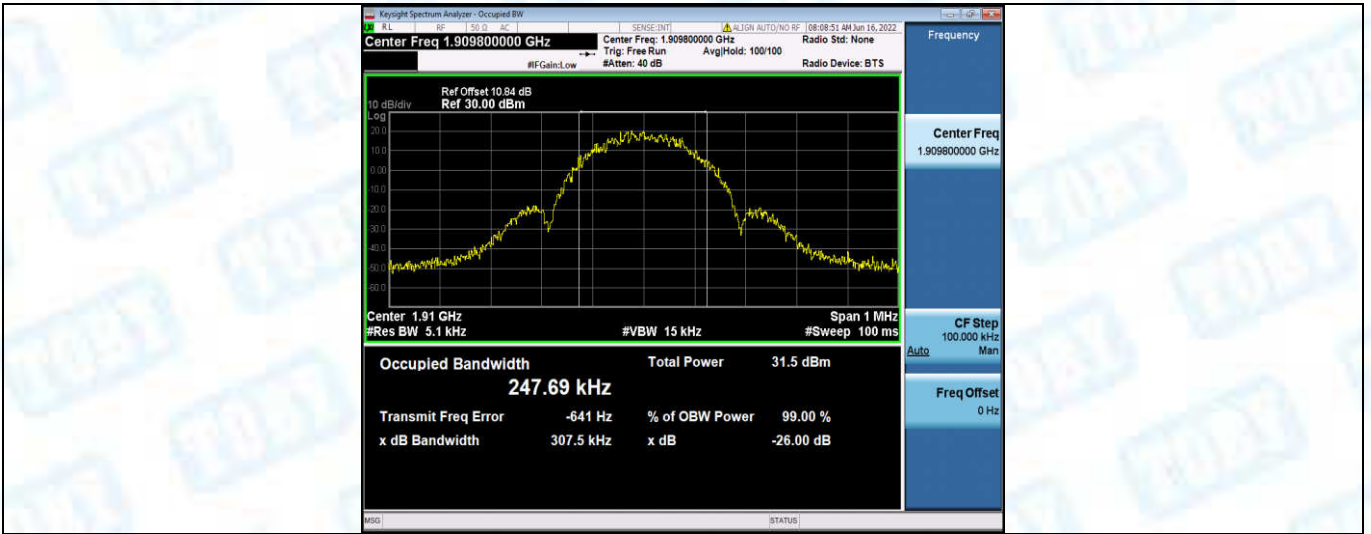 Keysight Spectrum Analyzer - Occupied BW
RL RF 50 Ω AC SENSE:INT ALIGN AUTO/NO RF 08:08:51 AM Jun 16, 2022
Center Freq 1.909800000 GHz Center Freq: 1.909800000 GHz Radio Std: None
Trig: Free Run Avg|Hold: 100/100
#IFGain:Low #Atten: 40 dB Radio Device: BTS
Ref Offset 10.84 dB
10 dB/div Ref 30.00 dBm
Log
20.0
10.0
0.00
-10.0
-20.0
-30.0
-40.0
-50.0
-60.0
Center 1.91 GHz Span 1 MHz
#Res BW 5.1 kHz #VBW 15 kHz #Sweep 100 ms
Occupied Bandwidth Total Power 31.5 dBm
247.69 kHz
Transmit Freq Error -641 Hz % of OBW Power 99.00 %
x dB Bandwidth 307.5 kHz x dB -26.00 dB
MSG STATUS
Frequency
Center Freq
1.909800000 GHz
CF Step
100.000 kHz
Auto Man
Freq Offset
0 Hz